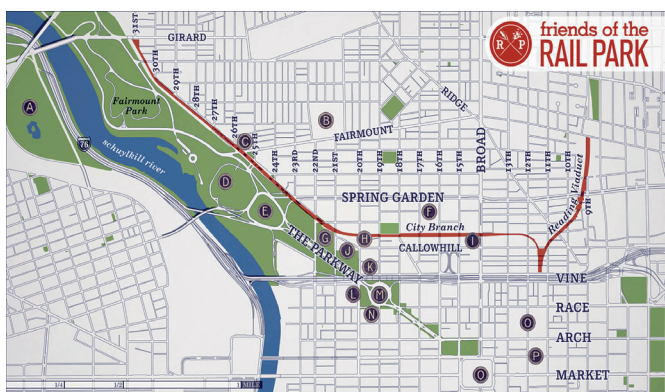 friends of the
RAIL PARK
R P
31ST
GIRARD
30TH
29TH
28TH
27TH
26TH
25TH
24TH
23RD
22ND
21ST
20TH
19TH
18TH
17TH
16TH
15TH
BROAD
13TH
12TH
11TH
10TH
9TH
RIDGE
A
Fairmount
Park
B
FAIRMOUNT
C
76
schuylkill river
D
E
SPRING GARDEN
F
Reading Viaduct
City Branch
G
H
I
CALLOWHILL
THE PARKWAY
J
K
VINE
L
M
N
RACE
O
ARCH
P
Q
MARKET
1/4
1/2
1 MILE